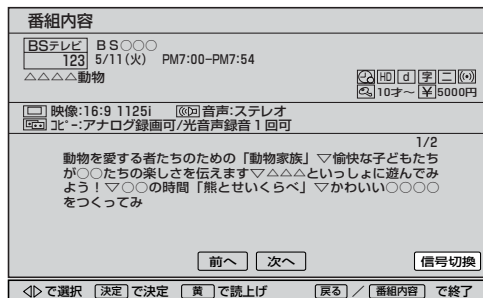 番組内容
BSテレビ BS○○○
123 5/11(火) PM7:00-PM7:54
△△△△動物
HD d 字 二
10才～ ¥5000円
映像:16:9 1125i 音声:ステレオ
コピー:アナログ録画可/光音声録音1回可
1/2
動物を愛する者たちのための「動物家族」▽愉快な子どもたち
が○○たちの楽しさを伝えます▽△△△といっしょに遊んでみ
よう！▽○○の時間「熊とせいくらべ」▽かわいい○○○○
をつくってみ
前へ 次へ 信号切換
で選択 決定 で決定 黄 で読上げ 戻る ／ 番組内容 で終了